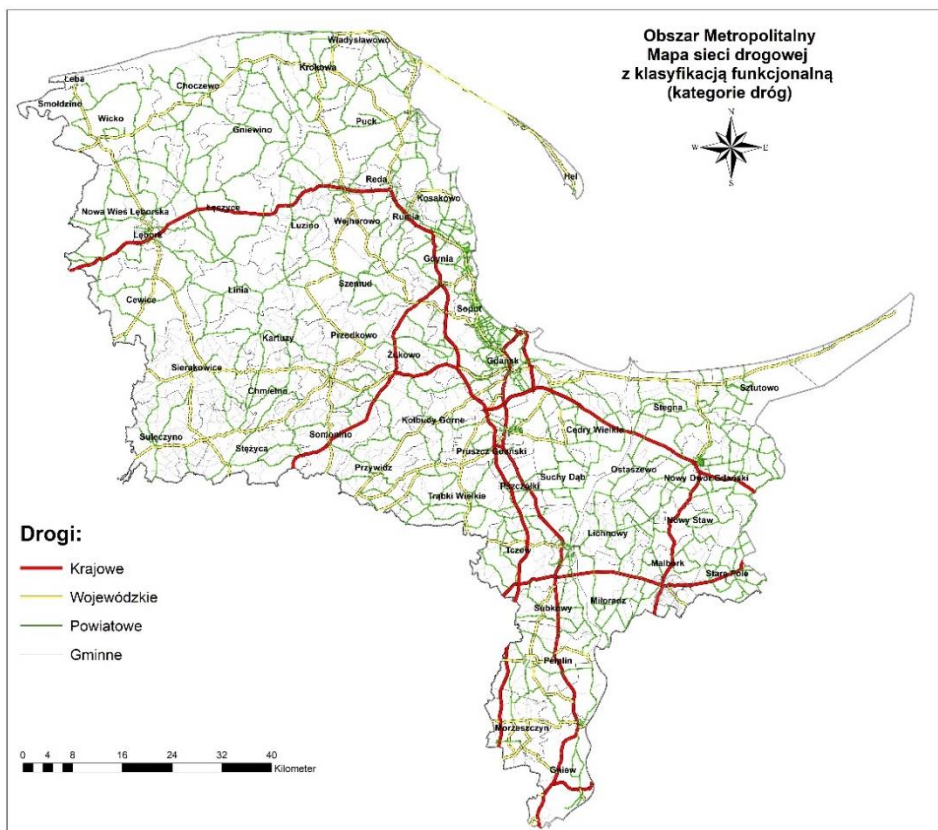 Obszar Metropolitalny
Mapa sieci drogowej
z klasyfikacją funkcjonalną
(kategorie dróg)
N
W E
S
Władysławowo
Krokowa
Łeba
Choczewo
Smołdzino
Wicko
Gniewino
Puck
Hel
Reda
Kosakowo
Nowa Wieś Lęborska
Łęczyce
Rumia
Luzino
Wejherowo
Lębork
Gdynia
Szemud
Linia
Cewice
Sopot
Przodkowo
Kartuzy
Żukowo
Gdańsk
Sierakowice
Chmielno
Sztutowo
Stegna
Kolbudy Górne
Cedry Wielkie
Sulęczyno
Somonino
Stężyca
Pruszcz Gdański
Przywidz
Ostaszewo
Suchy Dąb
Nowy Dwór Gdański
Pszczółki
Trąbki Wielkie
Nowy Staw
Lichnowy
Tczew
Malbork
Stare Pole
Miłoradz
Subkowy
Pelplin
Morzeszczyn
Gniew
Drogi:
Krajowe
Wojewódzkie
Powiatowe
Gminne
0 4 8 16 24 32 40
Kilometer